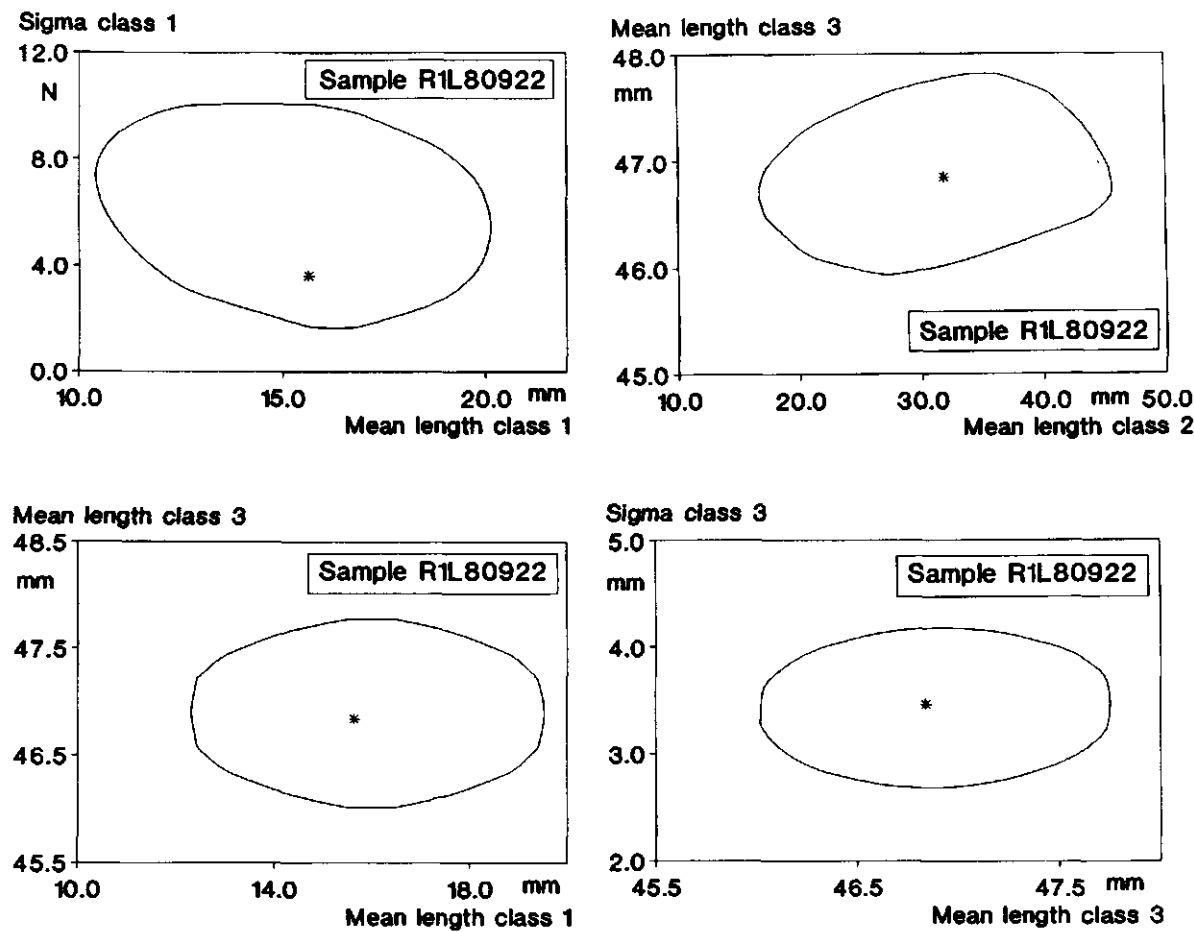 Sigma class 1
12.0
N
8.0
4.0
0.0
Sample R1L80922
10.0 15.0 20.0 mm
Mean length class 1
Mean length class 3
48.0
mm
47.0
46.0
45.0
Sample R1L80922
10.0 20.0 30.0 40.0 mm 50.0
Mean length class 2
Mean length class 3
48.5
mm
47.5
46.5
45.5
Sample R1L80922
10.0 14.0 18.0 mm
Mean length class 1
Sigma class 3
5.0
mm
4.0
3.0
2.0
Sample R1L80922
45.5 46.5 47.5 mm
Mean length class 3